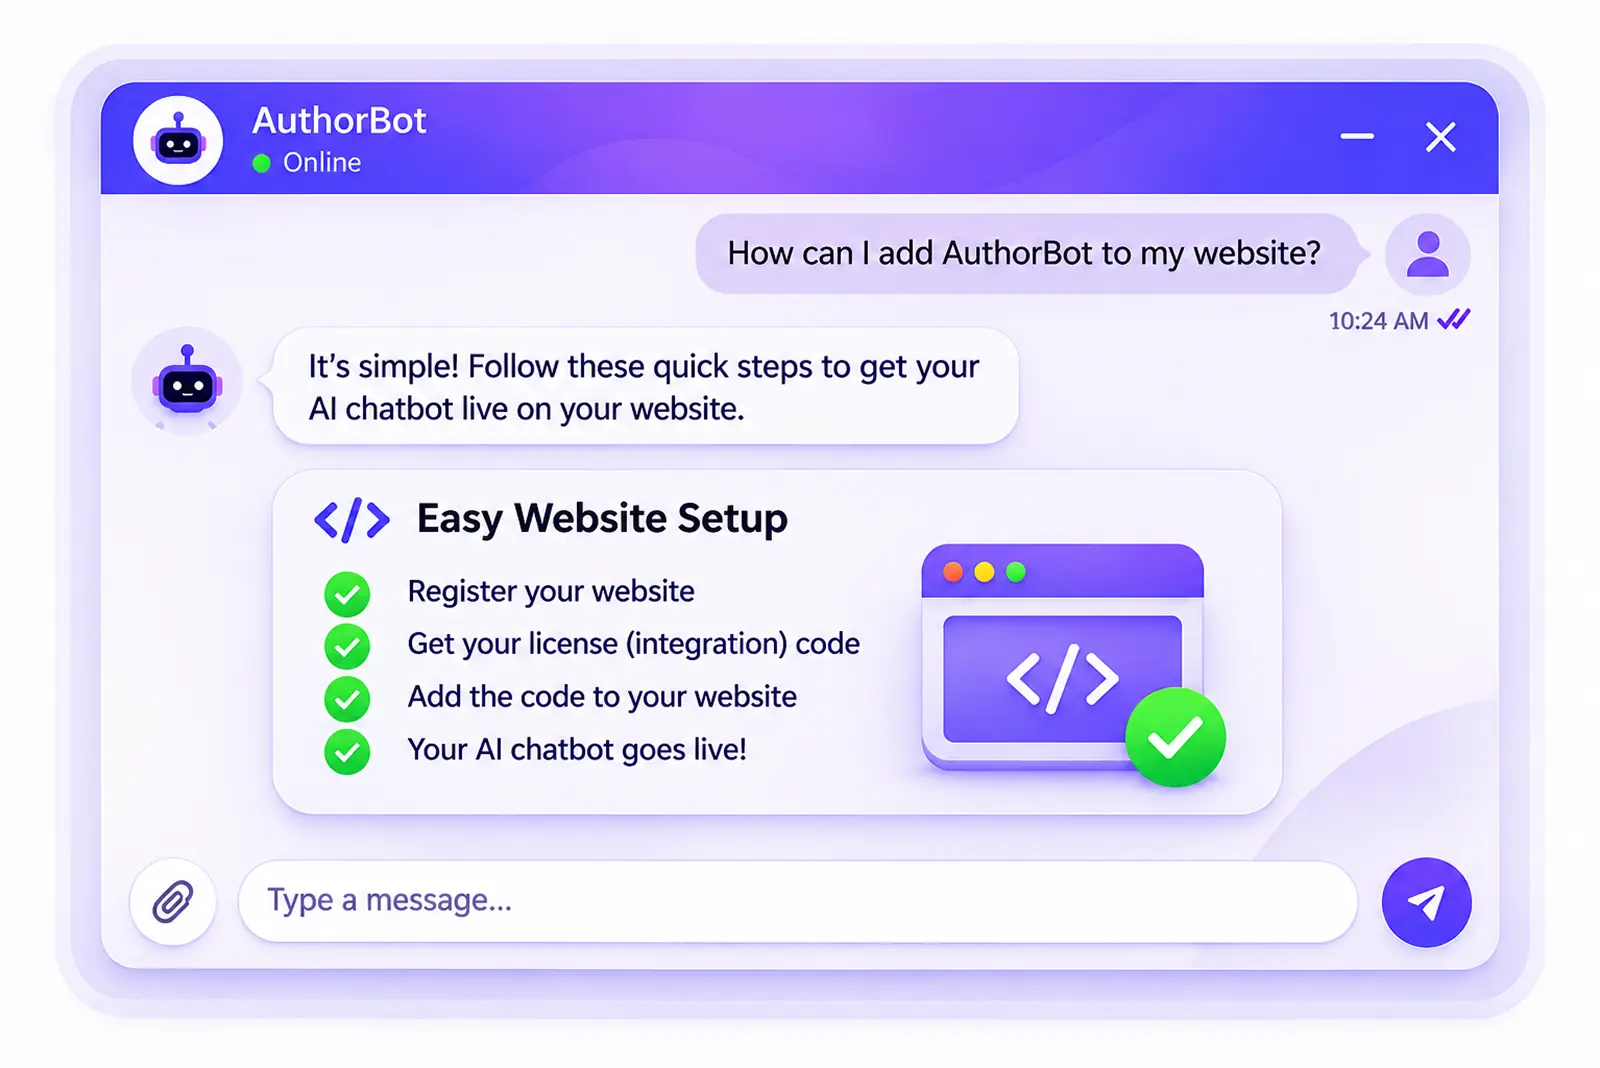 AuthorBot
Online
How can I add AuthorBot to my website?
10:24 AM
It's simple! Follow these quick steps to get your
AI chatbot live on your website.
</> Easy Website Setup
Register your website
Get your license (integration) code
Add the code to your website
Your AI chatbot goes live!
</>
Type a message...